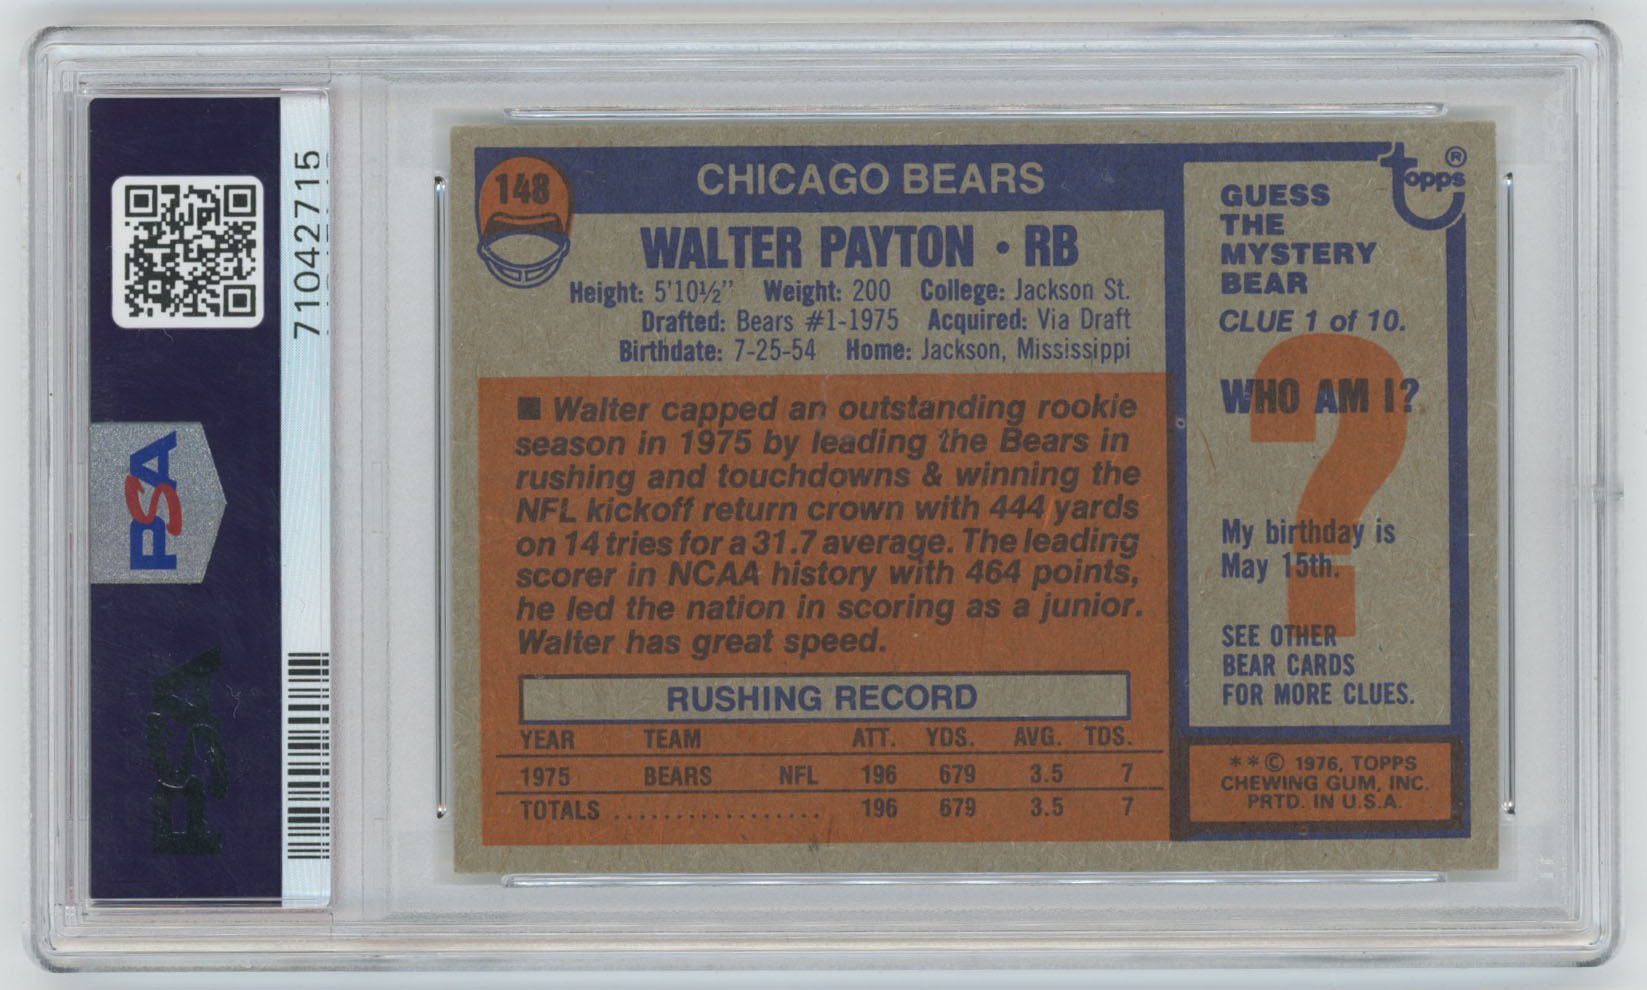 71042715
PSA
PSA
148
CHICAGO BEARS
WALTER PAYTON • RB
Height: 5'10½" Weight: 200 College: Jackson St.
Drafted: Bears #1-1975 Acquired: Via Draft
Birthdate: 7-25-54 Home: Jackson, Mississippi
■ Walter capped an outstanding rookie
season in 1975 by leading the Bears in
rushing and touchdowns & winning the
NFL kickoff return crown with 444 yards
on 14 tries for a 31.7 average. The leading
scorer in NCAA history with 464 points,
he led the nation in scoring as a junior.
Walter has great speed.
RUSHING RECORD
YEAR TEAM ATT. YDS. AVG. TDS.
1975 BEARS NFL 196 679 3.5 7
TOTALS ................. 196 679 3.5 7
topps ®
GUESS
THE
MYSTERY
BEAR
CLUE 1 of 10.
WHO AM I?
?
My birthday is
May 15th.
SEE OTHER
BEAR CARDS
FOR MORE CLUES.
**© 1976, TOPPS
CHEWING GUM, INC.
PRTD. IN U.S.A.